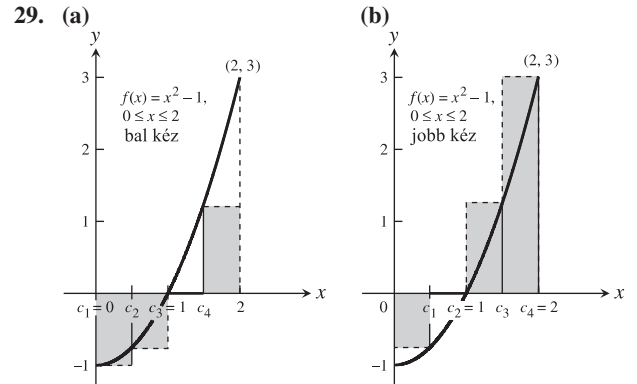 29. (a)
y
(2, 3)
3
f(x) = x² − 1,
0 ≤ x ≤ 2
bal kéz
2
1
x
c₁ = 0 c₂ c₃ = 1 c₄ 2
−1
(b)
y
(2, 3)
3
f(x) = x² − 1,
0 ≤ x ≤ 2
jobb kéz
2
1
x
0 c₁ c₂ = 1 c₃ c₄ = 2
−1